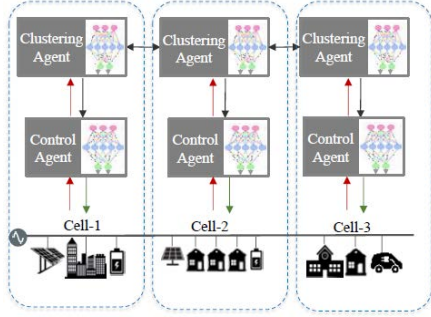 Clustering
Agent
Clustering
Agent
Clustering
Agent
Control
Agent
Control
Agent
Control
Agent
Cell-1
Cell-2
Cell-3